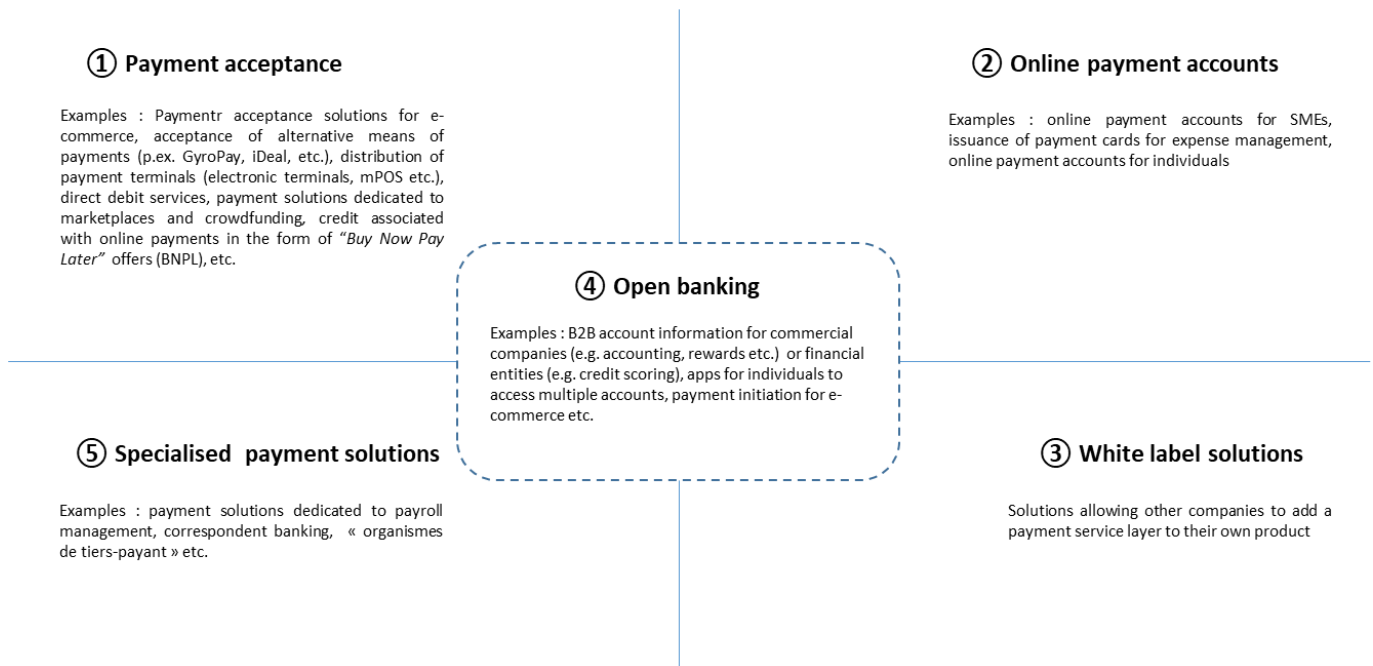 ① Payment acceptance
Examples : Paymentr acceptance solutions for e-
commerce, acceptance of alternative means of
payments (p.ex. GyroPay, iDeal, etc.), distribution of
payment terminals (electronic terminals, mPOS etc.),
direct debit services, payment solutions dedicated to
marketplaces and crowdfunding, credit associated
with online payments in the form of “Buy Now Pay
Later” offers (BNPL), etc.
② Online payment accounts
Examples : online payment accounts for SMEs,
issuance of payment cards for expense management,
online payment accounts for individuals
④ Open banking
Examples : B2B account information for commercial
companies (e.g. accounting, rewards etc.) or financial
entities (e.g. credit scoring), apps for individuals to
access multiple accounts, payment initiation for e-
commerce etc.
⑤ Specialised payment solutions
Examples : payment solutions dedicated to payroll
management, correspondent banking, « organismes
de tiers-payant » etc.
③ White label solutions
Solutions allowing other companies to add a
payment service layer to their own product